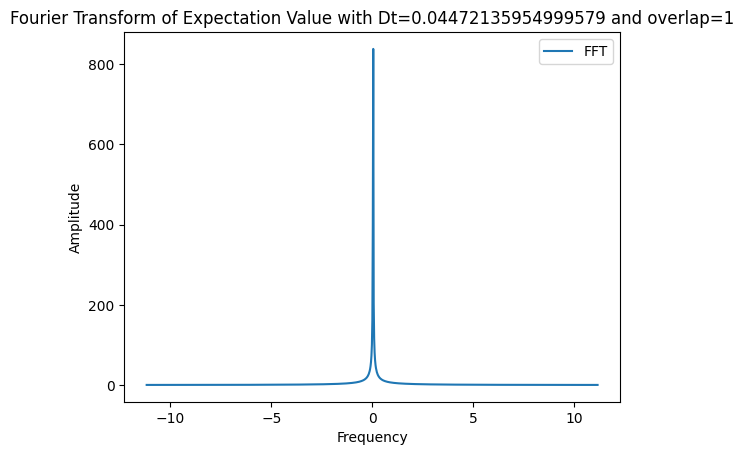 Fourier Transform of Expectation Value with Dt=0.04472135954999579 and overlap=1
FFT
800
600
400
200
0
Amplitude
−10
−5
0
5
10
Frequency